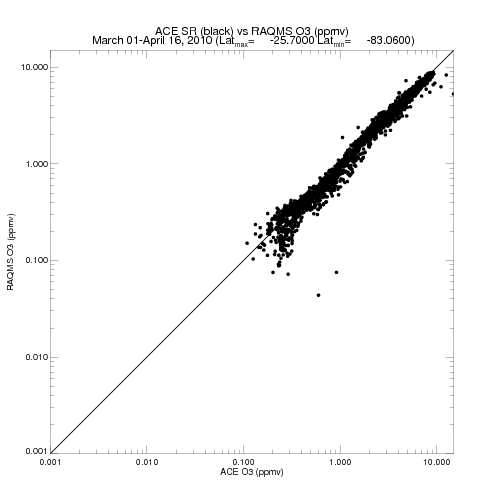 ACE SR (black) vs RAQMS O3 (ppmv)
March 01-April 16, 2010 (Latmax= -25.7000 Latmin= -83.0600)
10.000
1.000
0.100
0.010
0.001
RAQMS O3 (ppmv)
0.001 0.010 0.100 1.000 10.000
ACE O3 (ppmv)